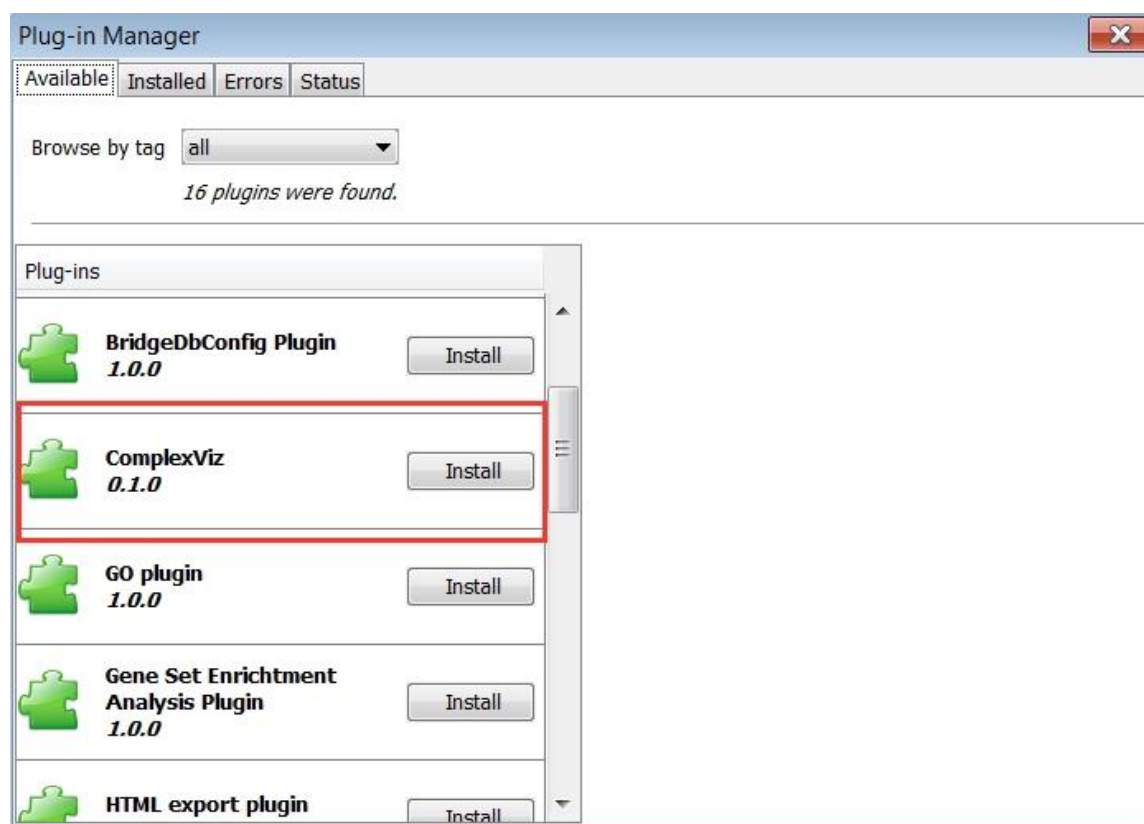 Plug-in Manager
Available Installed Errors Status
Browse by tag all
16 plugins were found.
Plug-ins
BridgeDbConfig Plugin
1.0.0
Install
ComplexViz
0.1.0
Install
GO plugin
1.0.0
Install
Gene Set Enrichtment
Analysis Plugin
1.0.0
Install
HTML export plugin
Install